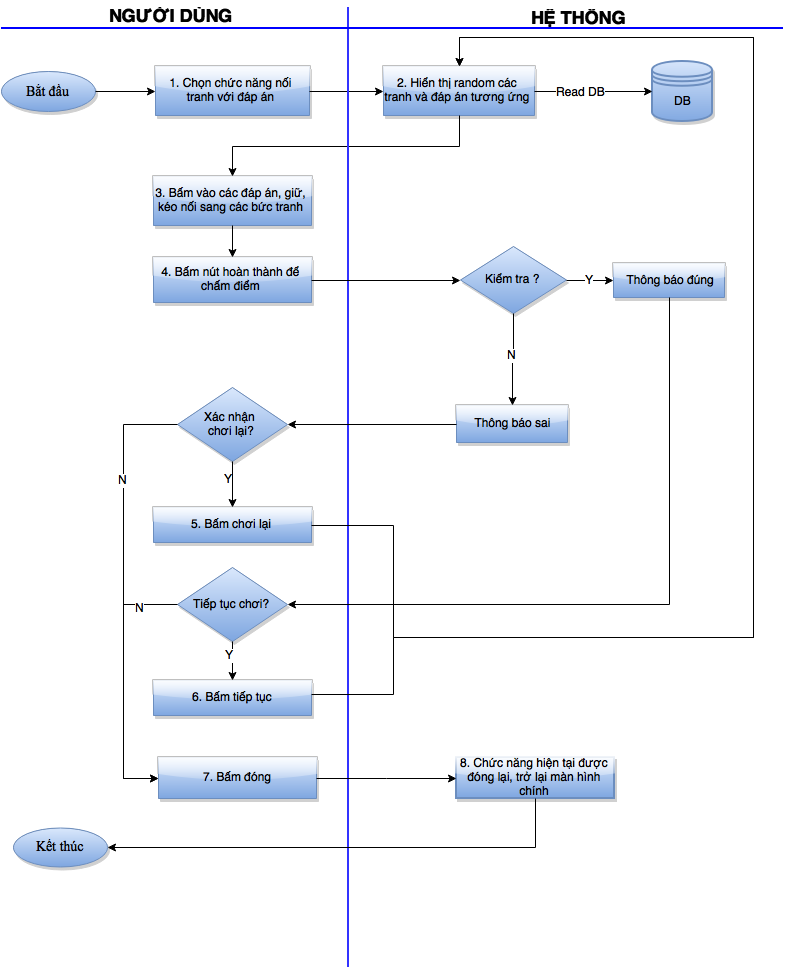 NGƯỜI DÙNG
HỆ THỐNG
Bắt đầu
1. Chọn chức năng nối
tranh với đáp án
2. Hiển thị random các
tranh và đáp án tương ứng
Read DB
DB
3. Bấm vào các đáp án, giữ,
kéo nối sang các bức tranh
4. Bấm nút hoàn thành để
chấm điểm
Kiểm tra ?
Y
Thông báo đúng
N
Thông báo sai
Xác nhận
chơi lại?
N
Y
5. Bấm chơi lại
Tiếp tục chơi?
N
Y
6. Bấm tiếp tục
7. Bấm đóng
8. Chức năng hiện tại được
đóng lại, trở lại màn hình
chính
Kết thúc